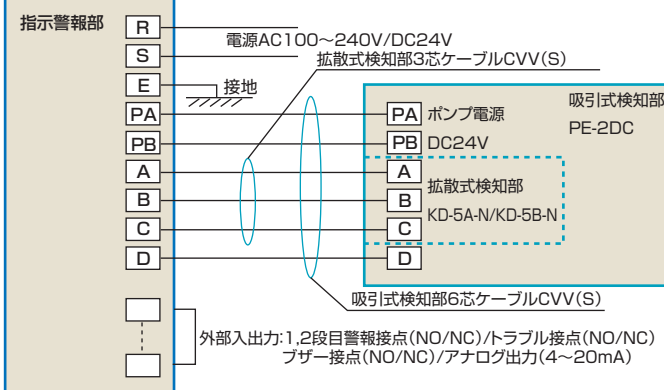 指示警報部
R
S
E
PA
PB
A
B
C
D
電源AC100～240V/DC24V
拡散式検知部3芯ケーブルCVV(S)
接地
吸引式検知部
PE-2DC
PA ポンプ電源
PB DC24V
A
B
C
D
拡散式検知部
KD-5A-N/KD-5B-N
吸引式検知部6芯ケーブルCVV(S)
外部入出力:1,2段目警報接点(NO/NC)/トラブル接点(NO/NC)
ブザー接点(NO/NC)/アナログ出力(4～20mA)